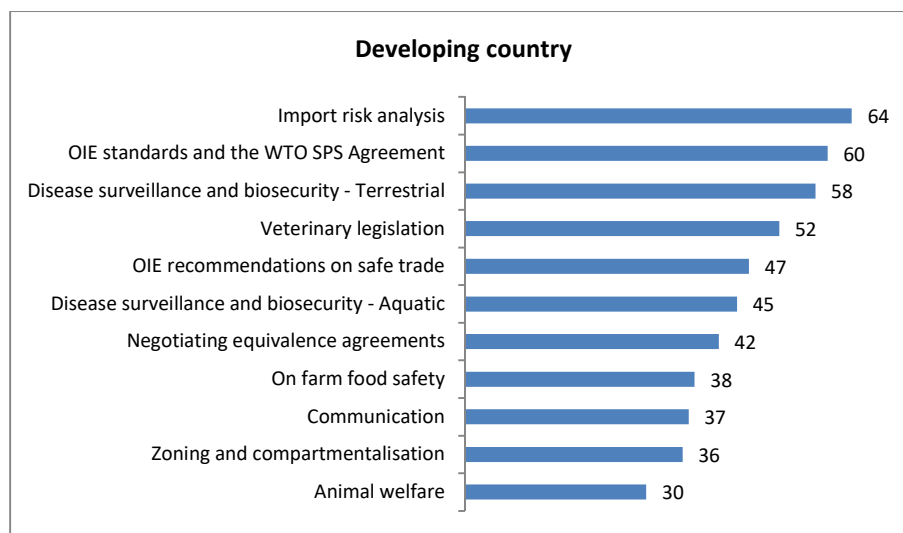 Developing country
Import risk analysis 64
OIE standards and the WTO SPS Agreement 60
Disease surveillance and biosecurity - Terrestrial 58
Veterinary legislation 52
OIE recommendations on safe trade 47
Disease surveillance and biosecurity - Aquatic 45
Negotiating equivalence agreements 42
On farm food safety 38
Communication 37
Zoning and compartmentalisation 36
Animal welfare 30